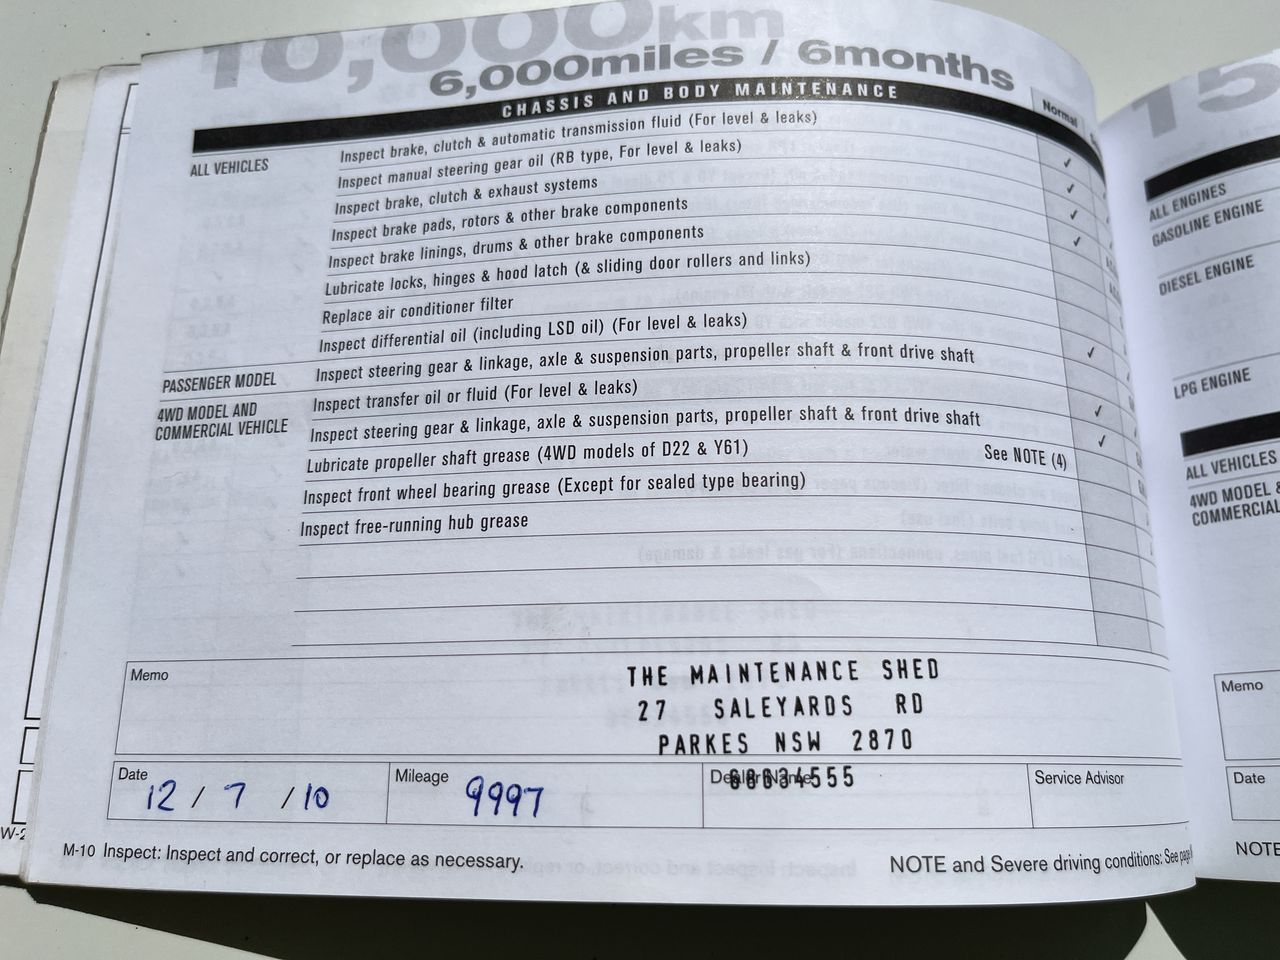 10,000km
6,000miles / 6months
CHASSIS AND BODY MAINTENANCE
Normal
ALL VEHICLES
Inspect brake, clutch & automatic transmission fluid (For level & leaks)
✓
Inspect manual steering gear oil (RB type, For level & leaks)
✓
Inspect brake, clutch & exhaust systems
✓
Inspect brake pads, rotors & other brake components
✓
Inspect brake linings, drums & other brake components
Lubricate locks, hinges & hood latch (& sliding door rollers and links)
Replace air conditioner filter
Inspect differential oil (including LSD oil) (For level & leaks)
✓
PASSENGER MODEL
Inspect steering gear & linkage, axle & suspension parts, propeller shaft & front drive shaft
4WD MODEL AND
COMMERCIAL VEHICLE
Inspect transfer oil or fluid (For level & leaks)
✓
Inspect steering gear & linkage, axle & suspension parts, propeller shaft & front drive shaft
✓
Lubricate propeller shaft grease (4WD models of D22 & Y61)
See NOTE (4)
Inspect front wheel bearing grease (Except for sealed type bearing)
Inspect free-running hub grease
Memo
THE MAINTENANCE SHED
27 SALEYARDS RD
PARKES NSW 2870
68634555
Date
12 / 7 / 10
Mileage
9997
Dealer Name
Service Advisor
M-10 Inspect: Inspect and correct, or replace as necessary.
NOTE and Severe driving conditions: See page
15
ALL ENGINES
GASOLINE ENGINE
DIESEL ENGINE
LPG ENGINE
ALL VEHICLES
4WD MODEL &
COMMERCIAL
Memo
Date
NOTE